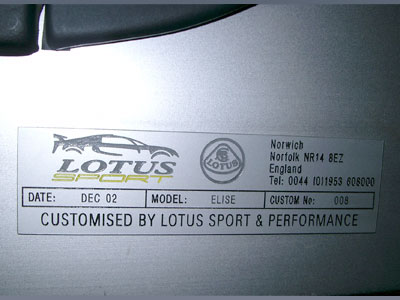 LOTUS
SPORT
LOTUS
Norwich
Norfolk NR14 8EZ
England
Tel: 0044 (0)1953 608000
DATE: DEC 02 MODEL: ELISE CUSTOM No: 008
CUSTOMISED BY LOTUS SPORT & PERFORMANCE